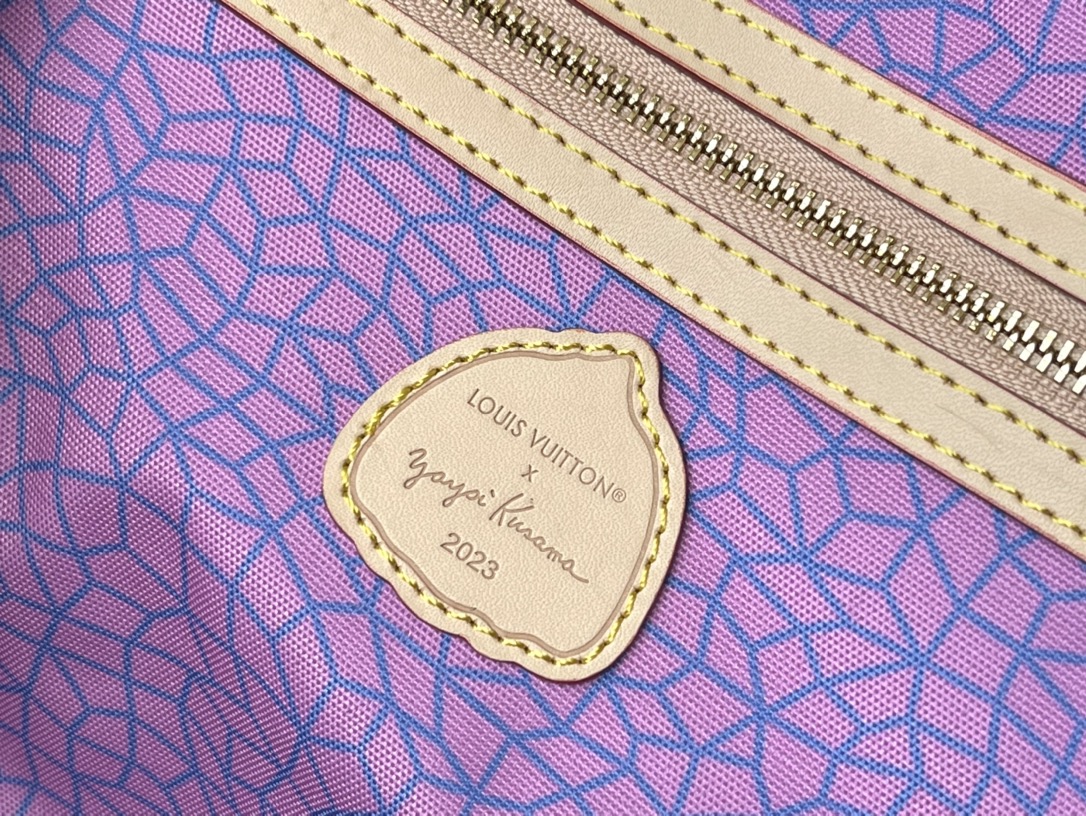 LOUIS VUITTON®
x
Yayoi Kusama
2023